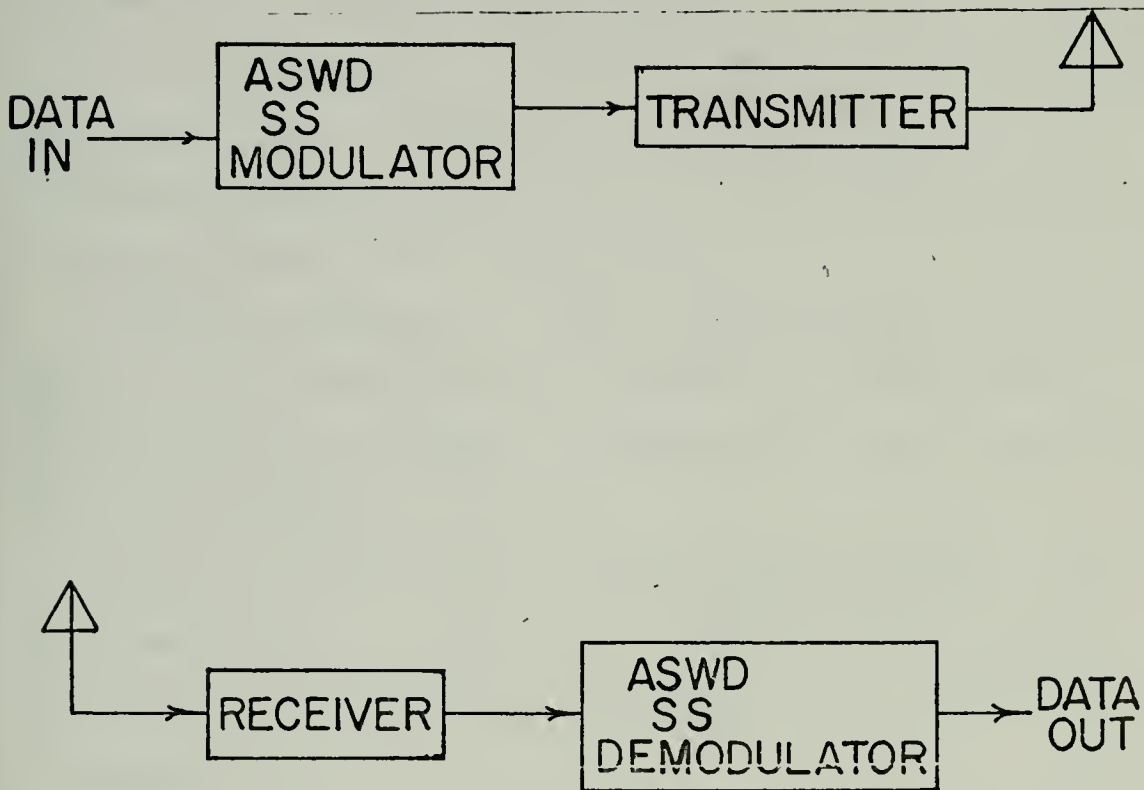 DATA
IN
ASWD
SS
MODULATOR
TRANSMITTER
RECEIVER
ASWD
SS
DEMODULATOR
DATA
OUT